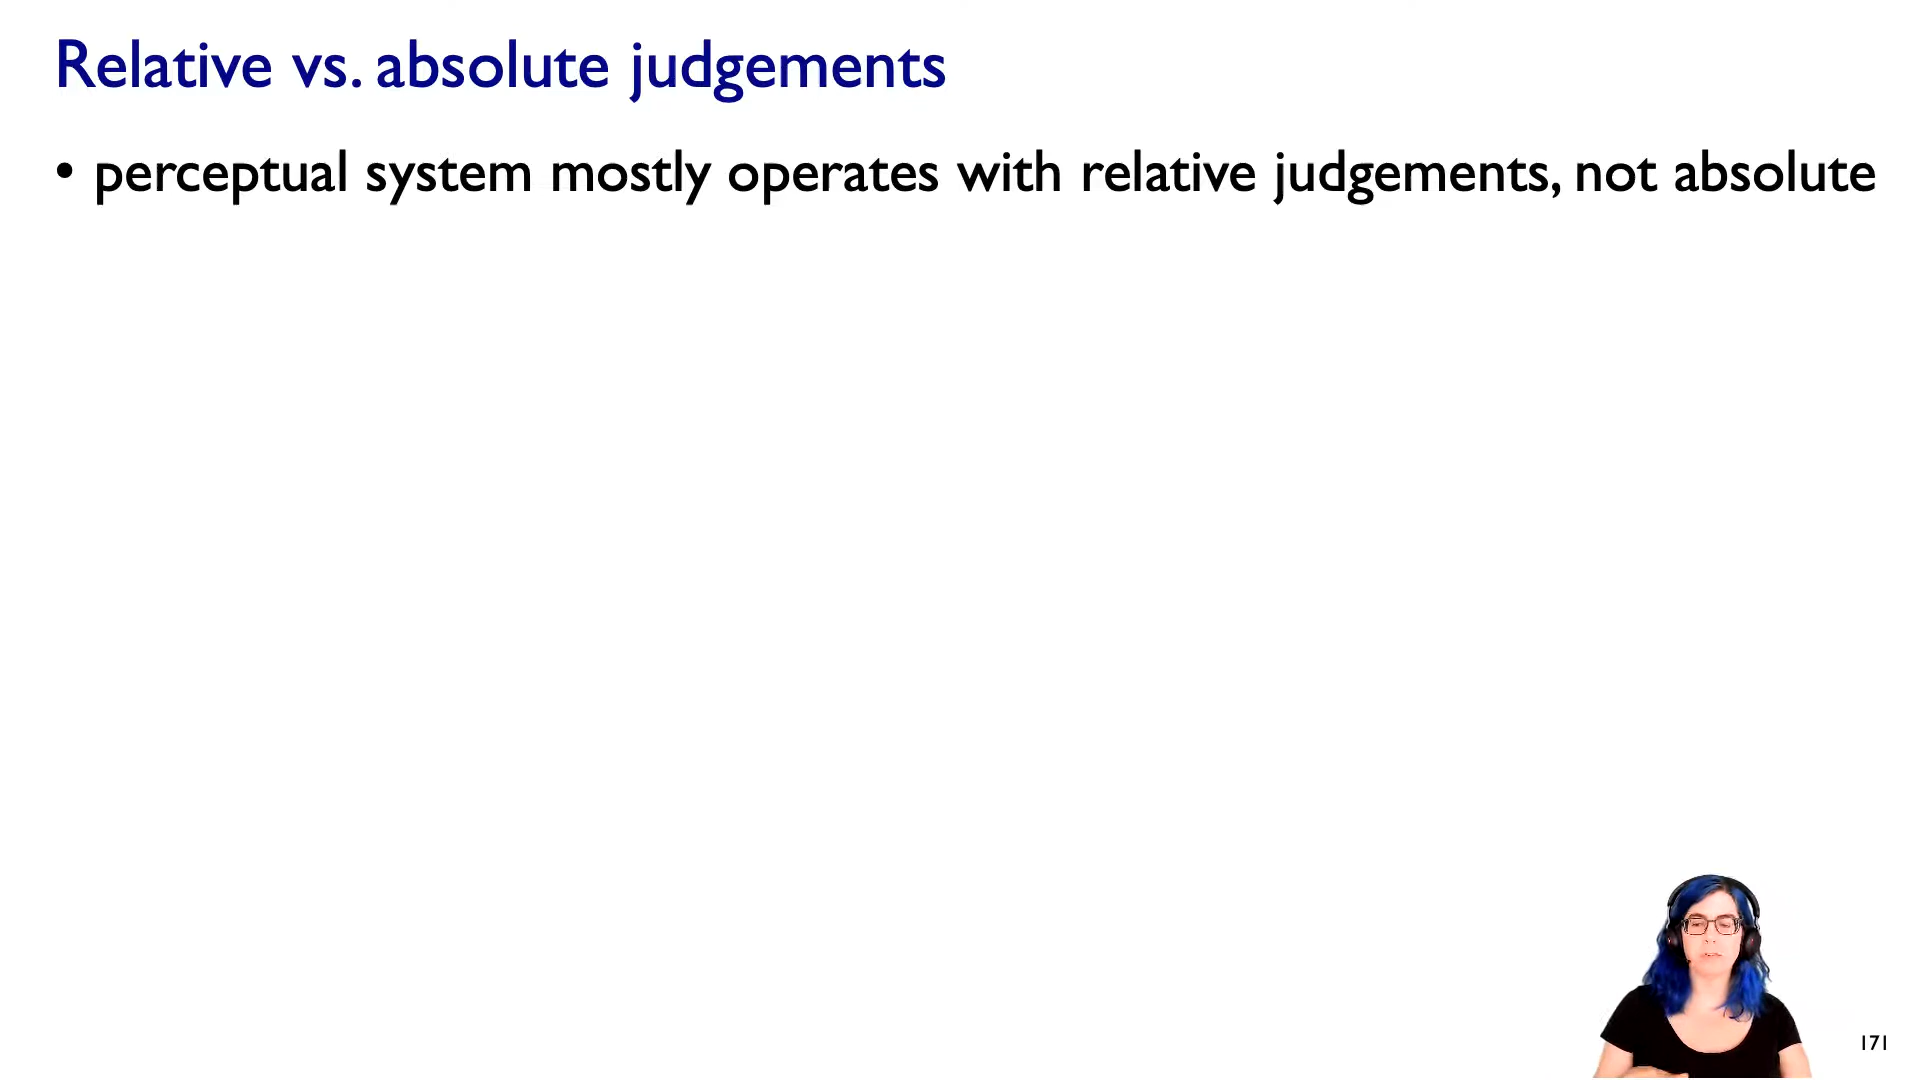 Relative vs. absolute judgements
• perceptual system mostly operates with relative judgements, not absolute
171